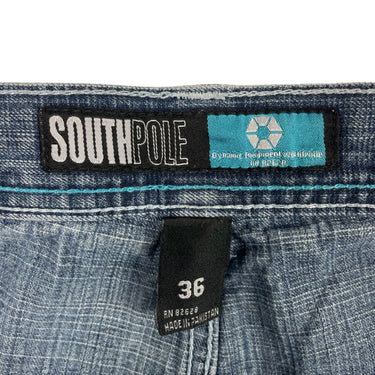 SOUTHPOLE
36
RN 82628
MADE IN PAKISTAN